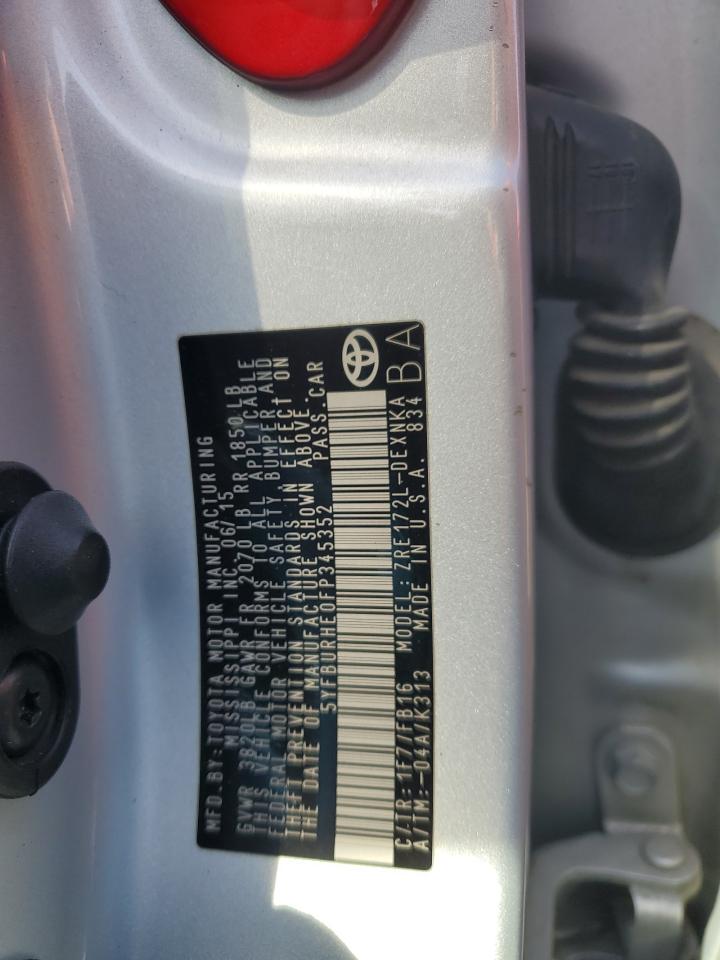 MFD.BY:TOYOTA MOTOR MANUFACTURING
MISSISSIPPI INC. 06/15
GVWR 3820LB GAWR FR 2070 LB RR 1850 LB
THIS VEHICLE CONFORMS TO ALL APPLICABLE
FEDERAL MOTOR VEHICLE SAFETY, BUMPER AND
THEFT PREVENTION STANDARDS IN EFFECT ON
THE DATE OF MANUFACTURE SHOWN ABOVE.
5YFBURHE0FP345352 PASS.CAR
C/TR:1F7/FB16 MODEL:ZRE172L-DEXNKA
A/TM:-04A/K313 MADE IN U.S.A. 834
BA